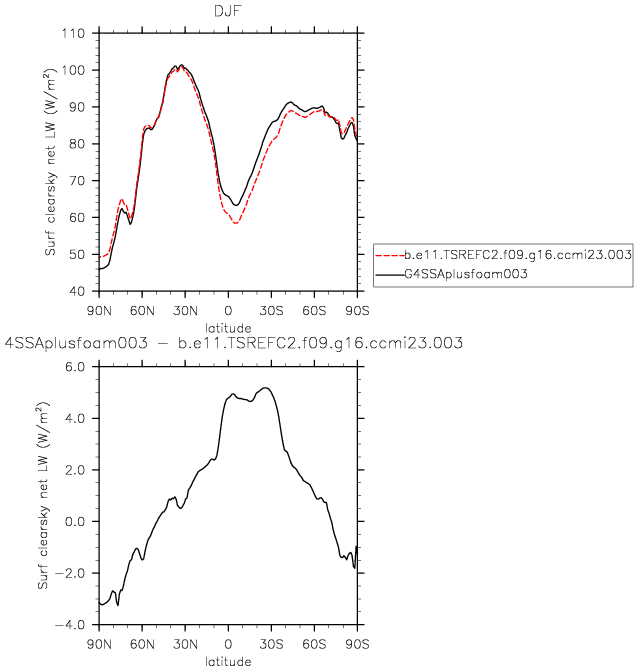 DJF
Surf clearsky net LW (W/m²)
110
100
90
80
70
60
50
40
90N 60N 30N 0 30S 60S 90S
latitude
b.e11.TSREFC2.f09.g16.ccmi23.003
G4SSAplusfoam003
4SSAplusfoam003 − b.e11.TSREFC2.f09.g16.ccmi23.003
Surf clearsky net LW (W/m²)
6.0
4.0
2.0
0.0
−2.0
−4.0
90N 60N 30N 0 30S 60S 90S
latitude